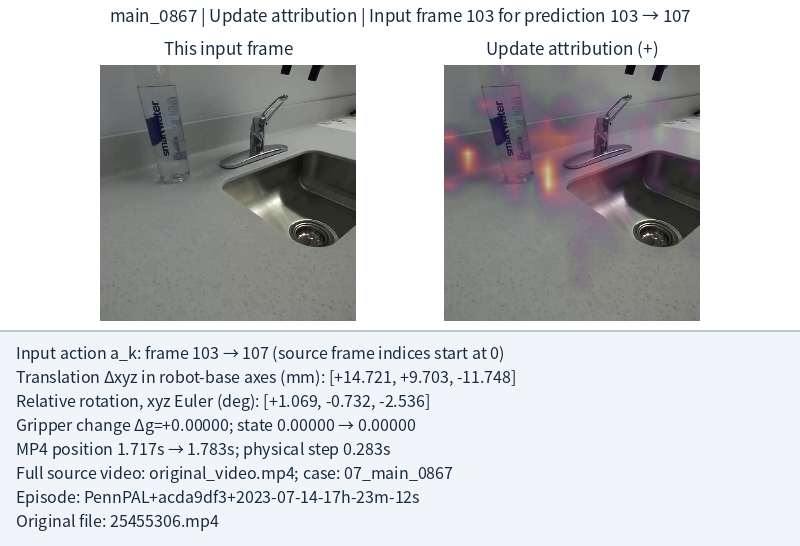 main_0867 | Update attribution | Input frame 103 for prediction 103 → 107
This input frame
Update attribution (+)
smartwater
smartwater
Input action a_k: frame 103 → 107 (source frame indices start at 0)
Translation Δxyz in robot-base axes (mm): [+14.721, +9.703, -11.748]
Relative rotation, xyz Euler (deg): [+1.069, -0.732, -2.536]
Gripper change Δg=+0.00000; state 0.00000 → 0.00000
MP4 position 1.717s → 1.783s; physical step 0.283s
Full source video: original_video.mp4; case: 07_main_0867
Episode: PennPAL+acda9df3+2023-07-14-17h-23m-12s
Original file: 25455306.mp4